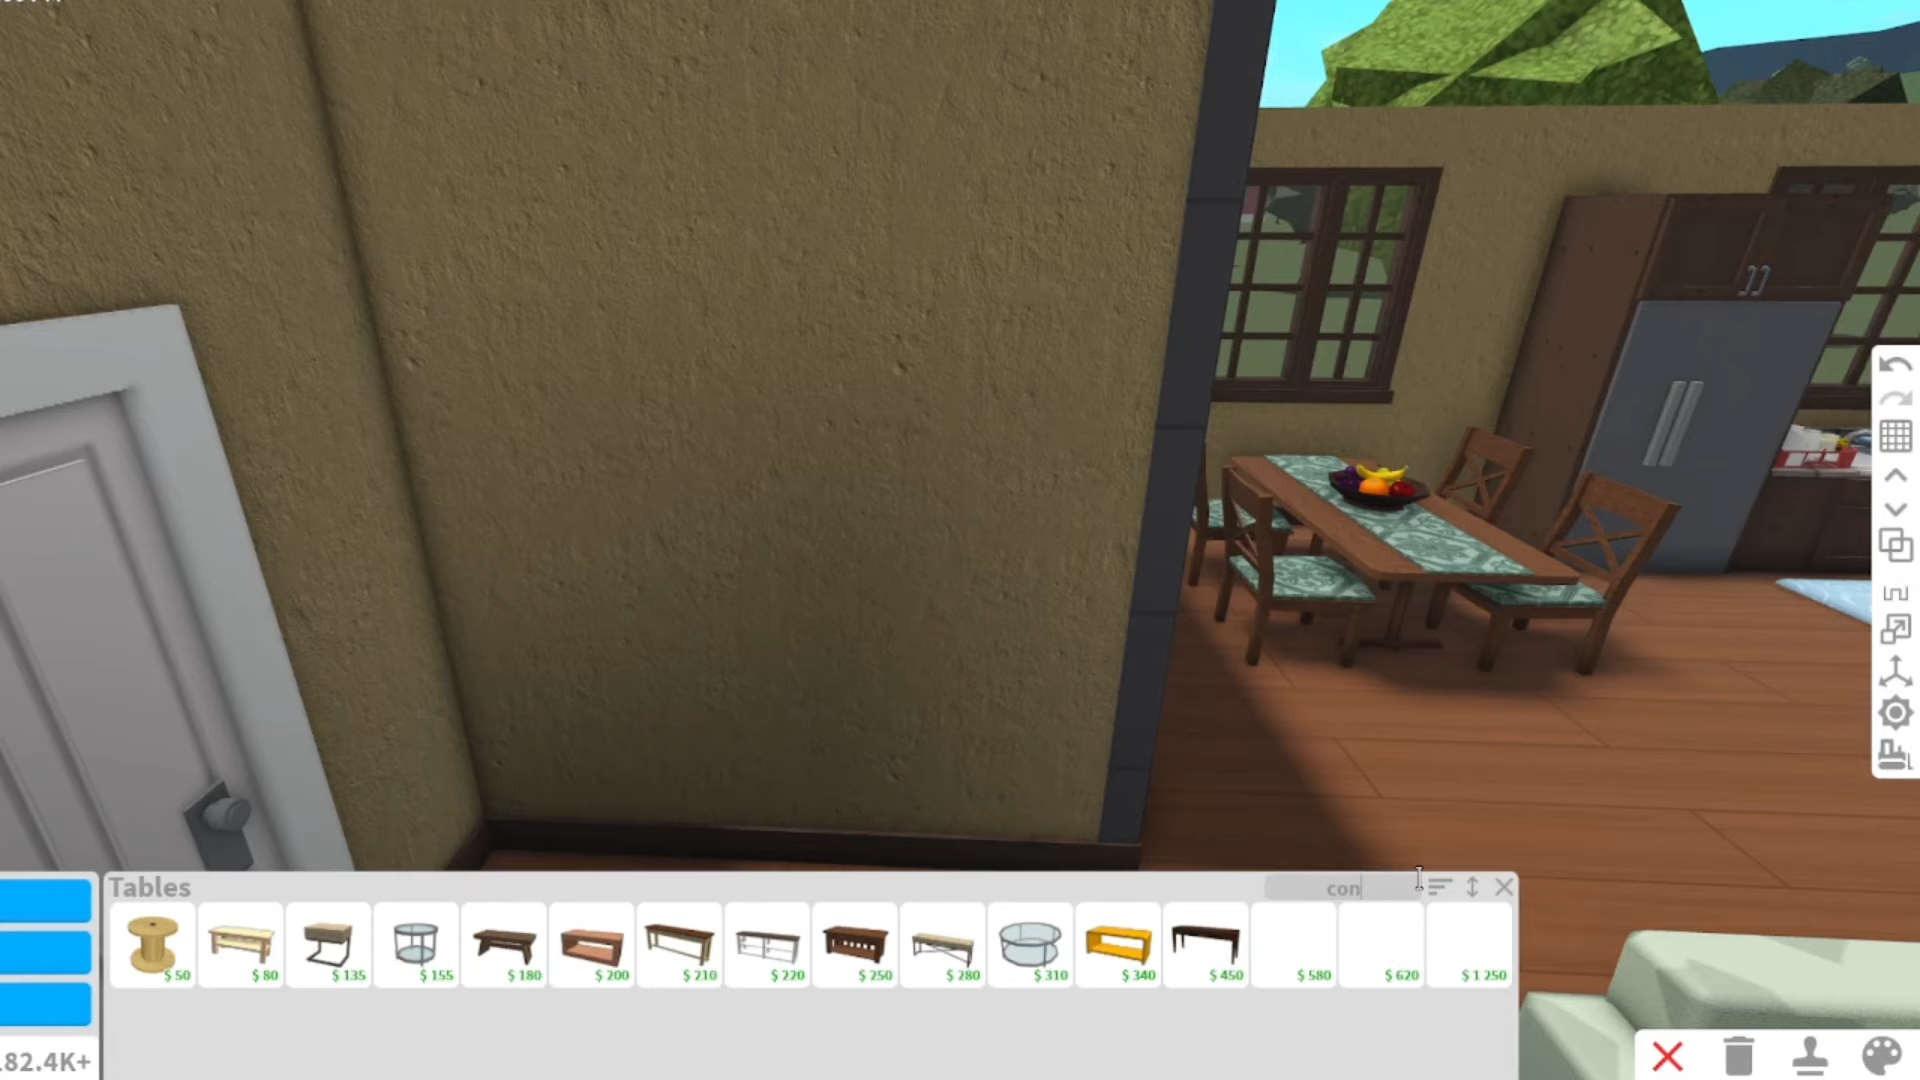 Tables
con
$ 50 $ 80 $ 135 $ 155 $ 180 $ 200 $ 210 $ 220 $ 250 $ 280 $ 310 $ 340 $ 450 $ 580 $ 620 $ 1 250
82.4K+